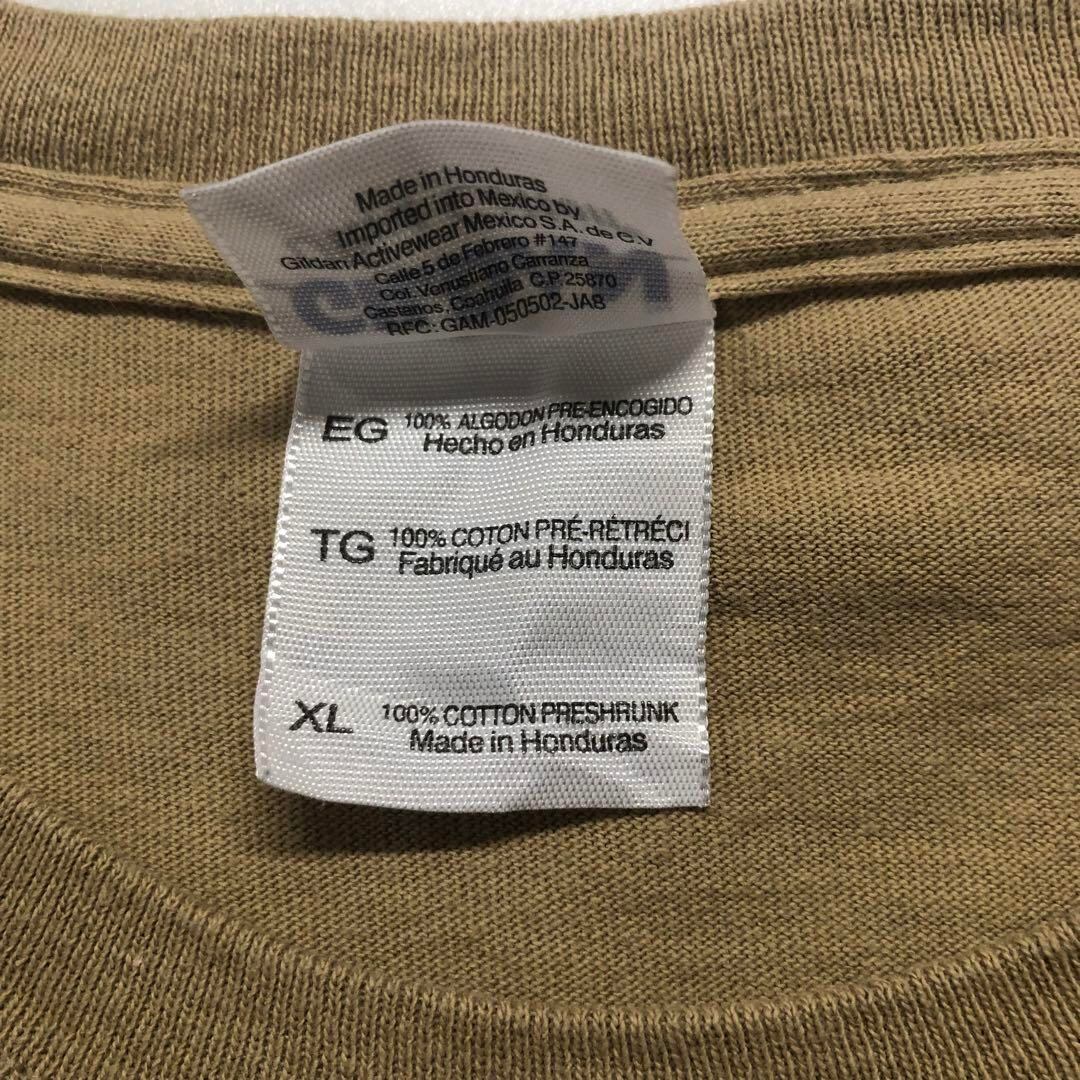 Made in Honduras
Imported into Mexico by
Gildan Activewear Mexico S.A. de C.V
Calle 5 de Febrero #147
Col. Venustiano Carranza
Castanos, Coahuila C.P. 25870
RFC: GAM-050502-JA8
EG 100% ALGODON PRE-ENCOGIDO
Hecho en Honduras
TG 100% COTON PRÉ-RÉTRÉCI
Fabriqué au Honduras
XL 100% COTTON PRESHRUNK
Made in Honduras